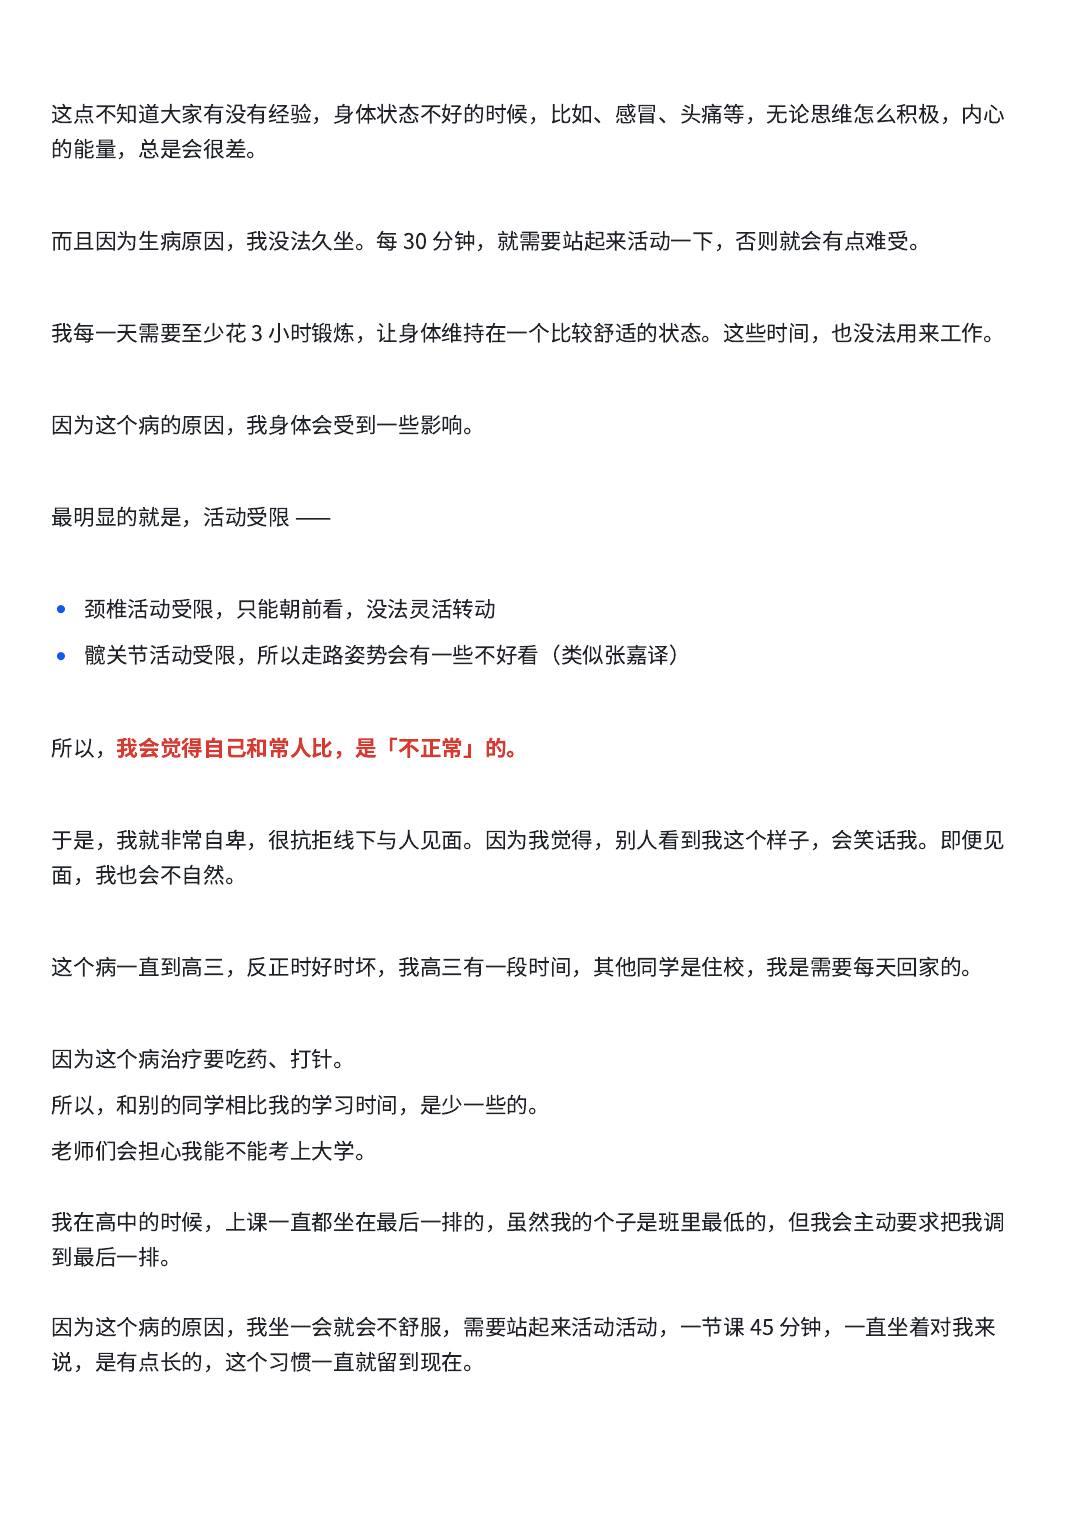 这点不知道大家有没有经验，身体状态不好的时候，比如、感冒、头痛等，无论思维怎么积极，内心
的能量，总是会很差。
而且因为生病原因，我没法久坐。每 30 分钟，就需要站起来活动一下，否则就会有点难受。
我每一天需要至少花 3 小时锻炼，让身体维持在一个比较舒适的状态。这些时间，也没法用来工作。
因为这个病的原因，我身体会受到一些影响。
最明显的就是，活动受限 ——
• 颈椎活动受限，只能朝前看，没法灵活转动
• 髋关节活动受限，所以走路姿势会有一些不好看（类似张嘉译）
所以，我会觉得自己和常人比，是「不正常」的。
于是，我就非常自卑，很抗拒线下与人见面。因为我觉得，别人看到我这个样子，会笑话我。即便见
面，我也会不自然。
这个病一直到高三，反正时好时坏，我高三有一段时间，其他同学是住校，我是需要每天回家的。
因为这个病治疗要吃药、打针。
所以，和别的同学相比我的学习时间，是少一些的。
老师们会担心我能不能考上大学。
我在高中的时候，上课一直都坐在最后一排的，虽然我的个子是班里最低的，但我会主动要求把我调
到最后一排。
因为这个病的原因，我坐一会就会不舒服，需要站起来活动活动，一节课 45 分钟，一直坐着对我来
说，是有点长的，这个习惯一直就留到现在。